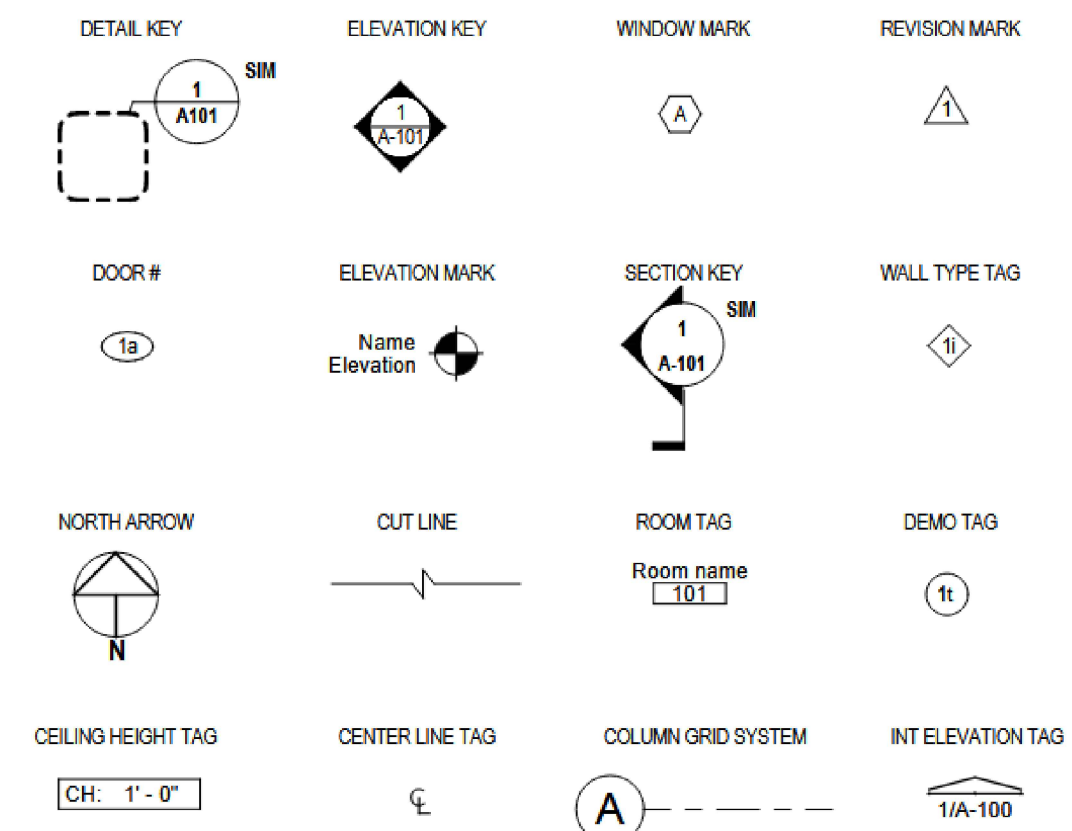 DETAIL KEY
1
A101
SIM
ELEVATION KEY
1
A-101
WINDOW MARK
A
REVISION MARK
1
DOOR #
1a
ELEVATION MARK
Name
Elevation
SECTION KEY
1
A-101
SIM
WALL TYPE TAG
1i
NORTH ARROW
N
CUT LINE
ROOM TAG
Room name
101
DEMO TAG
1t
CEILING HEIGHT TAG
CH: 1' - 0"
CENTER LINE TAG
℄
COLUMN GRID SYSTEM
A
INT ELEVATION TAG
1/A-100